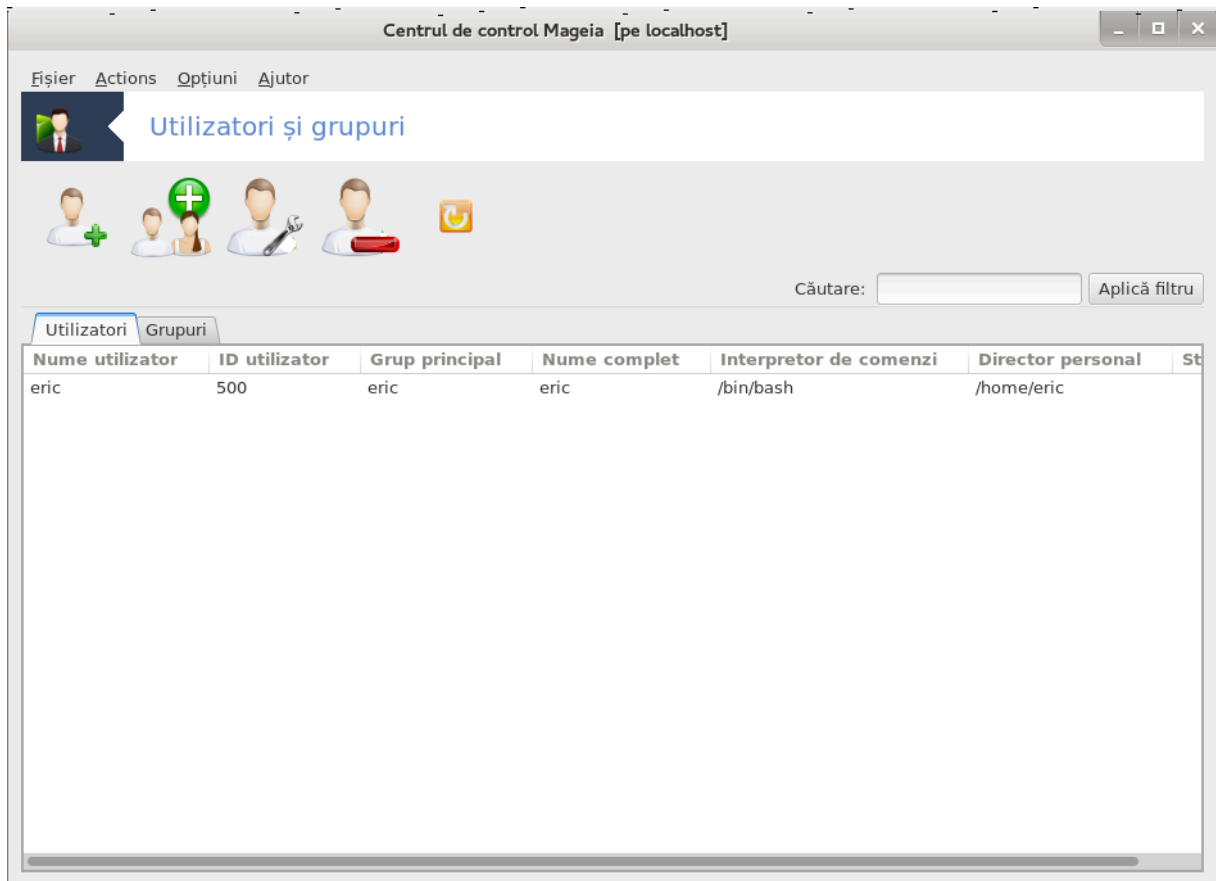 Centrul de control Mageia [pe localhost]
Fișier Actions Opțiuni Ajutor
Utilizatori și grupuri
Căutare: Aplică filtru
Utilizatori Grupuri
Nume utilizator ID utilizator Grup principal Nume complet Interpretor de comenzi Director personal St
eric 500 eric eric /bin/bash /home/eric